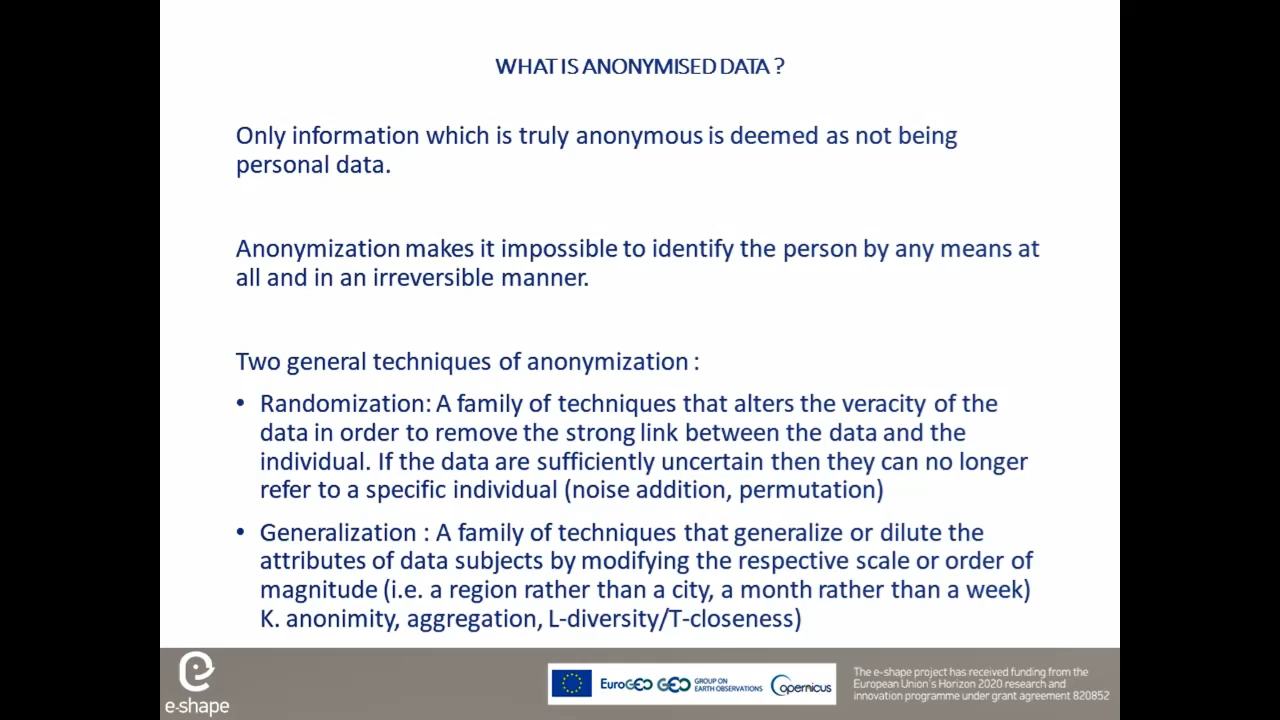 WHAT IS ANONYMISED DATA ?
Only information which is truly anonymous is deemed as not being
personal data.
Anonymization makes it impossible to identify the person by any means at
all and in an irreversible manner.
Two general techniques of anonymization :
• Randomization: A family of techniques that alters the veracity of the
data in order to remove the strong link between the data and the
individual. If the data are sufficiently uncertain then they can no longer
refer to a specific individual (noise addition, permutation)
• Generalization : A family of techniques that generalize or dilute the
attributes of data subjects by modifying the respective scale or order of
magnitude (i.e. a region rather than a city, a month rather than a week)
K. anonimity, aggregation, L-diversity/T-closeness)
e-shape
EuroGEO
GEO
GROUP ON
EARTH OBSERVATIONS
Copernicus
The e-shape project has received funding from the
European Union's Horizon 2020 research and
innovation programme under grant agreement 820852